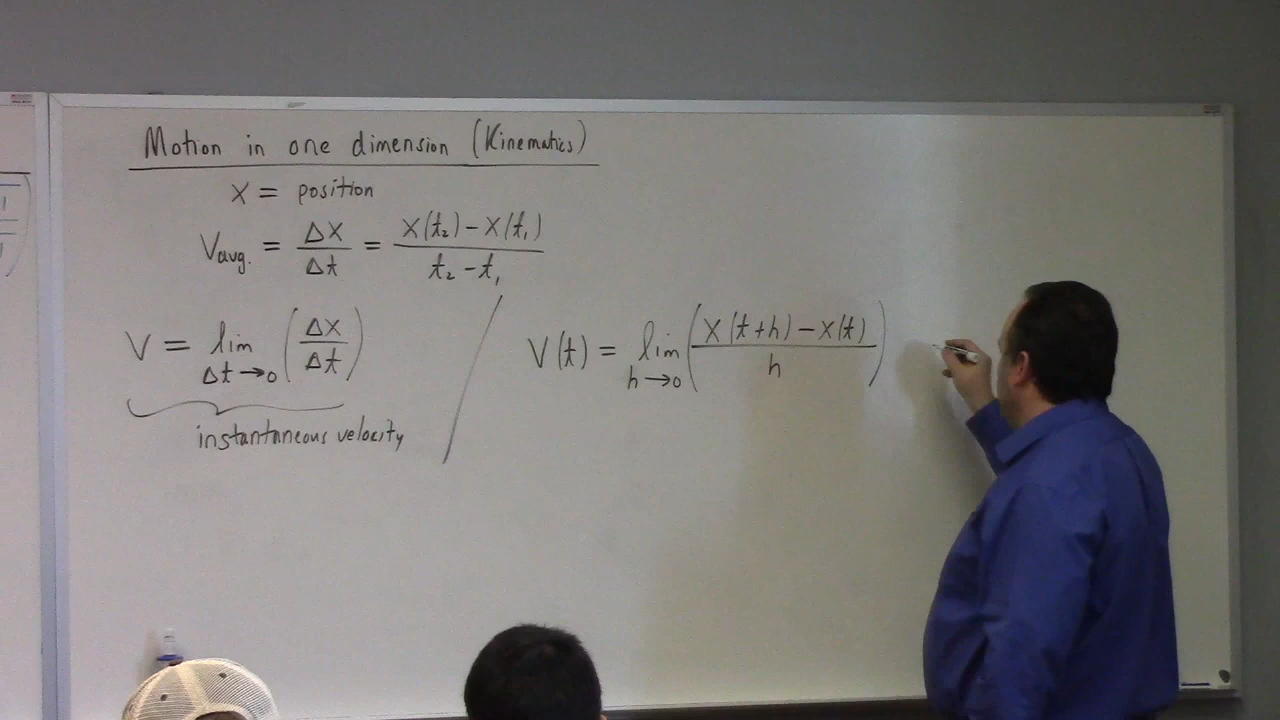 Motion in one dimension (Kinematics)
X = position
Vavg. = ΔX/Δt = (X(t₂) – X(t₁))/(t₂ – t₁)
V = lim Δt→0 (ΔX/Δt)
instantaneous velocity
V(t) = lim h→0 ((X(t+h) – X(t))/h)